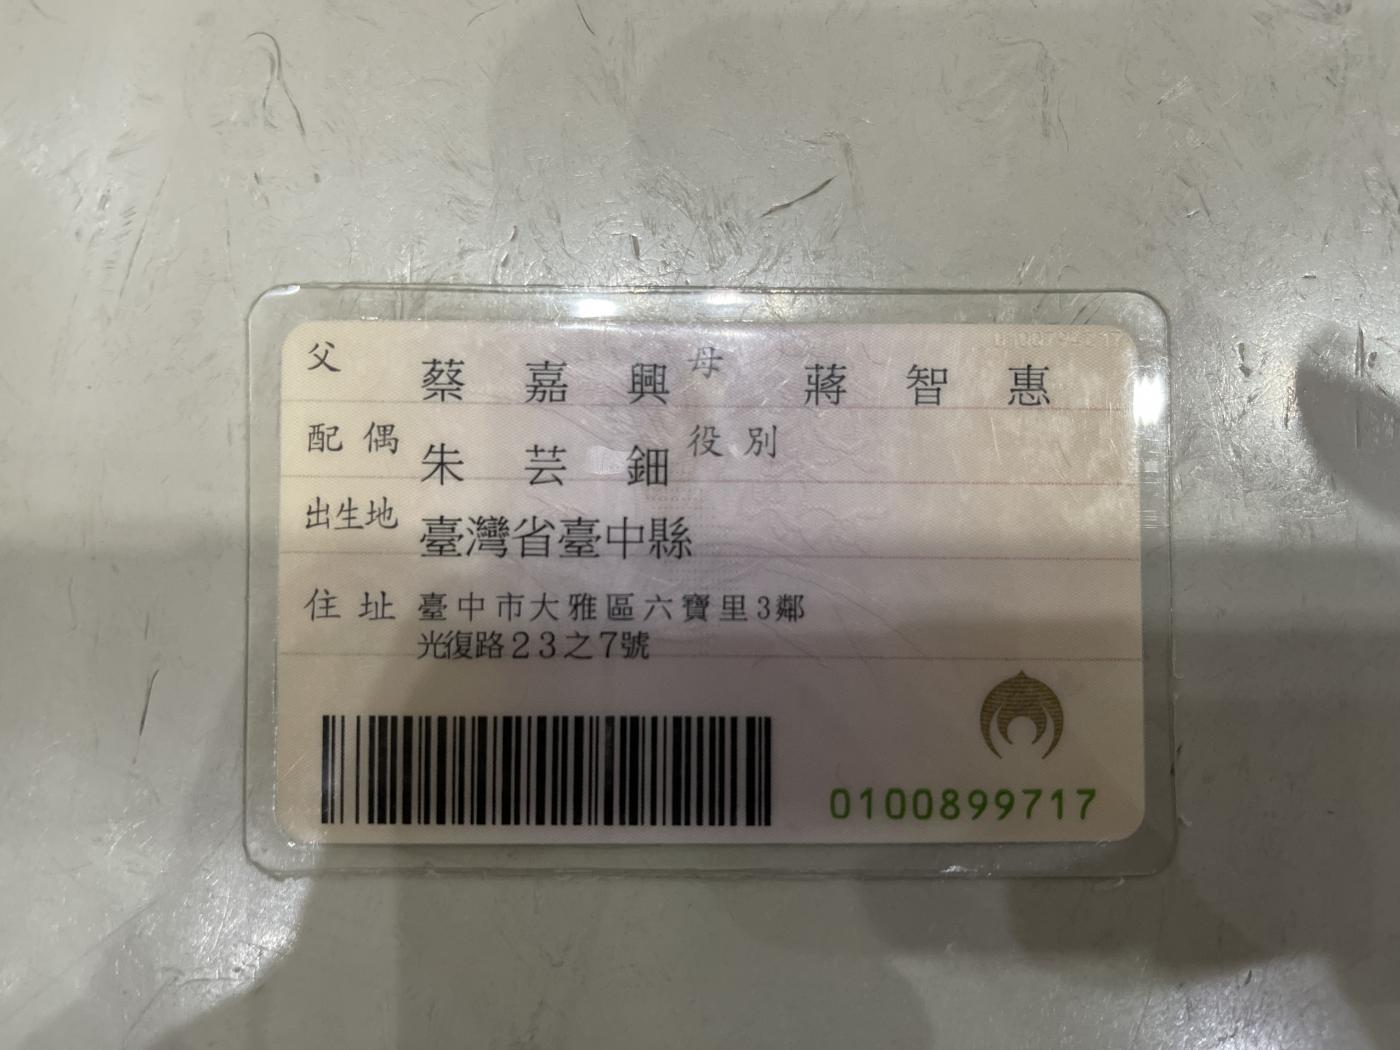 父 蔡嘉興 母 蔣智惠
配偶 朱芸鈿 役別
出生地 臺灣省臺中縣
住址 臺中市大雅區六寶里3鄰
光復路23之7號
0100899717